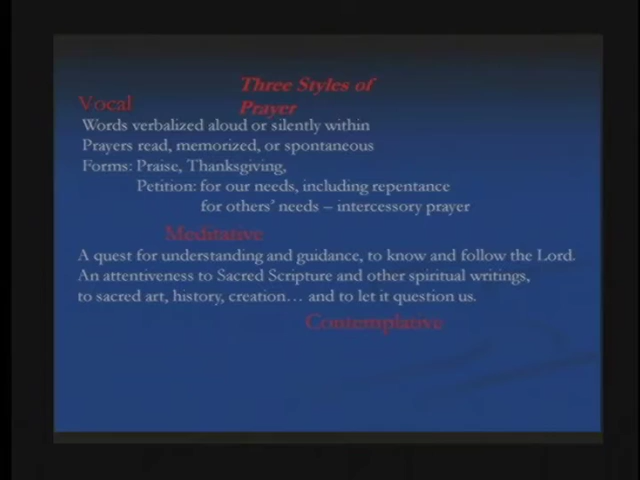 Three Styles of
Prayer
Vocal
Words verbalized aloud or silently within
Prayers read, memorized, or spontaneous
Forms: Praise, Thanksgiving,
Petition: for our needs, including repentance
for others' needs – intercessory prayer
Meditative
A quest for understanding and guidance, to know and follow the Lord.
An attentiveness to Sacred Scripture and other spiritual writings,
to sacred art, history, creation… and to let it question us.
Contemplative